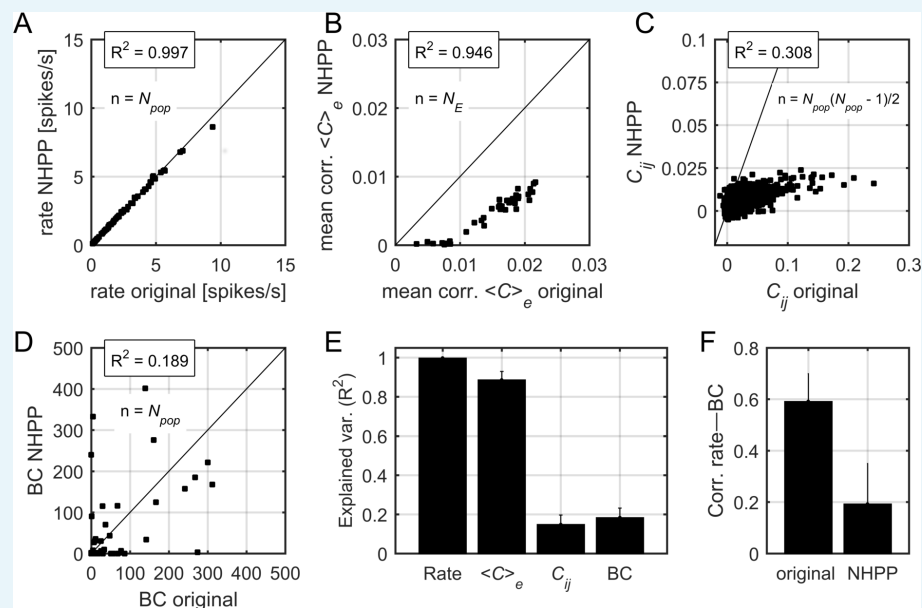 A
R² = 0.997
n = N_pop
rate NHPP [spikes/s]
15
10
5
0
0
5
10
15
rate original [spikes/s]
B
R² = 0.946
n = N_E
mean corr. <C>_e NHPP
0.03
0.02
0.01
0
0
0.01
0.02
0.03
mean corr. <C>_e original
C
R² = 0.308
n = N_pop(N_pop - 1)/2
C_ij NHPP
0.1
0.075
0.05
0.025
0
0
0.1
0.2
0.3
C_ij original
D
R² = 0.189
n = N_pop
BC NHPP
500
400
300
200
100
0
0
100
200
300
400
500
BC original
E
Explained var. (R²)
1
0.8
0.6
0.4
0.2
0
Rate
<C>_e
C_ij
BC
F
Corr. rate—BC
0.8
0.6
0.4
0.2
0
original
NHPP